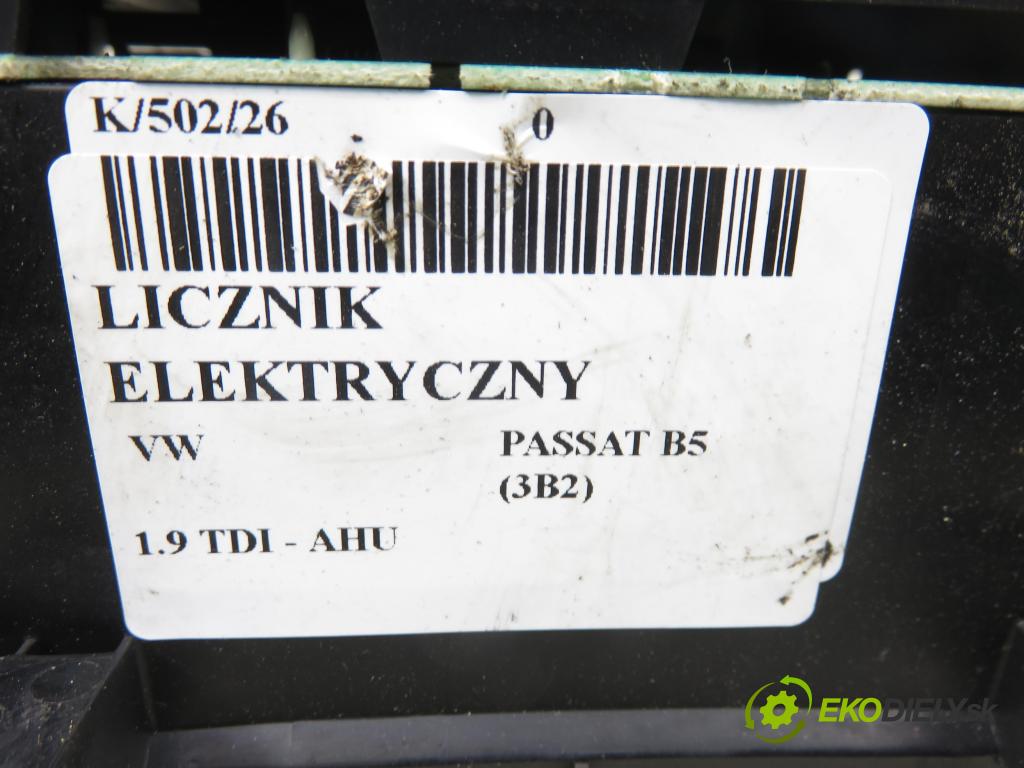 K/502/26 0
LICZNIK
ELEKTRYCZNY
VW PASSAT B5
(3B2)
1.9 TDI - AHU
EKODIELY.sk